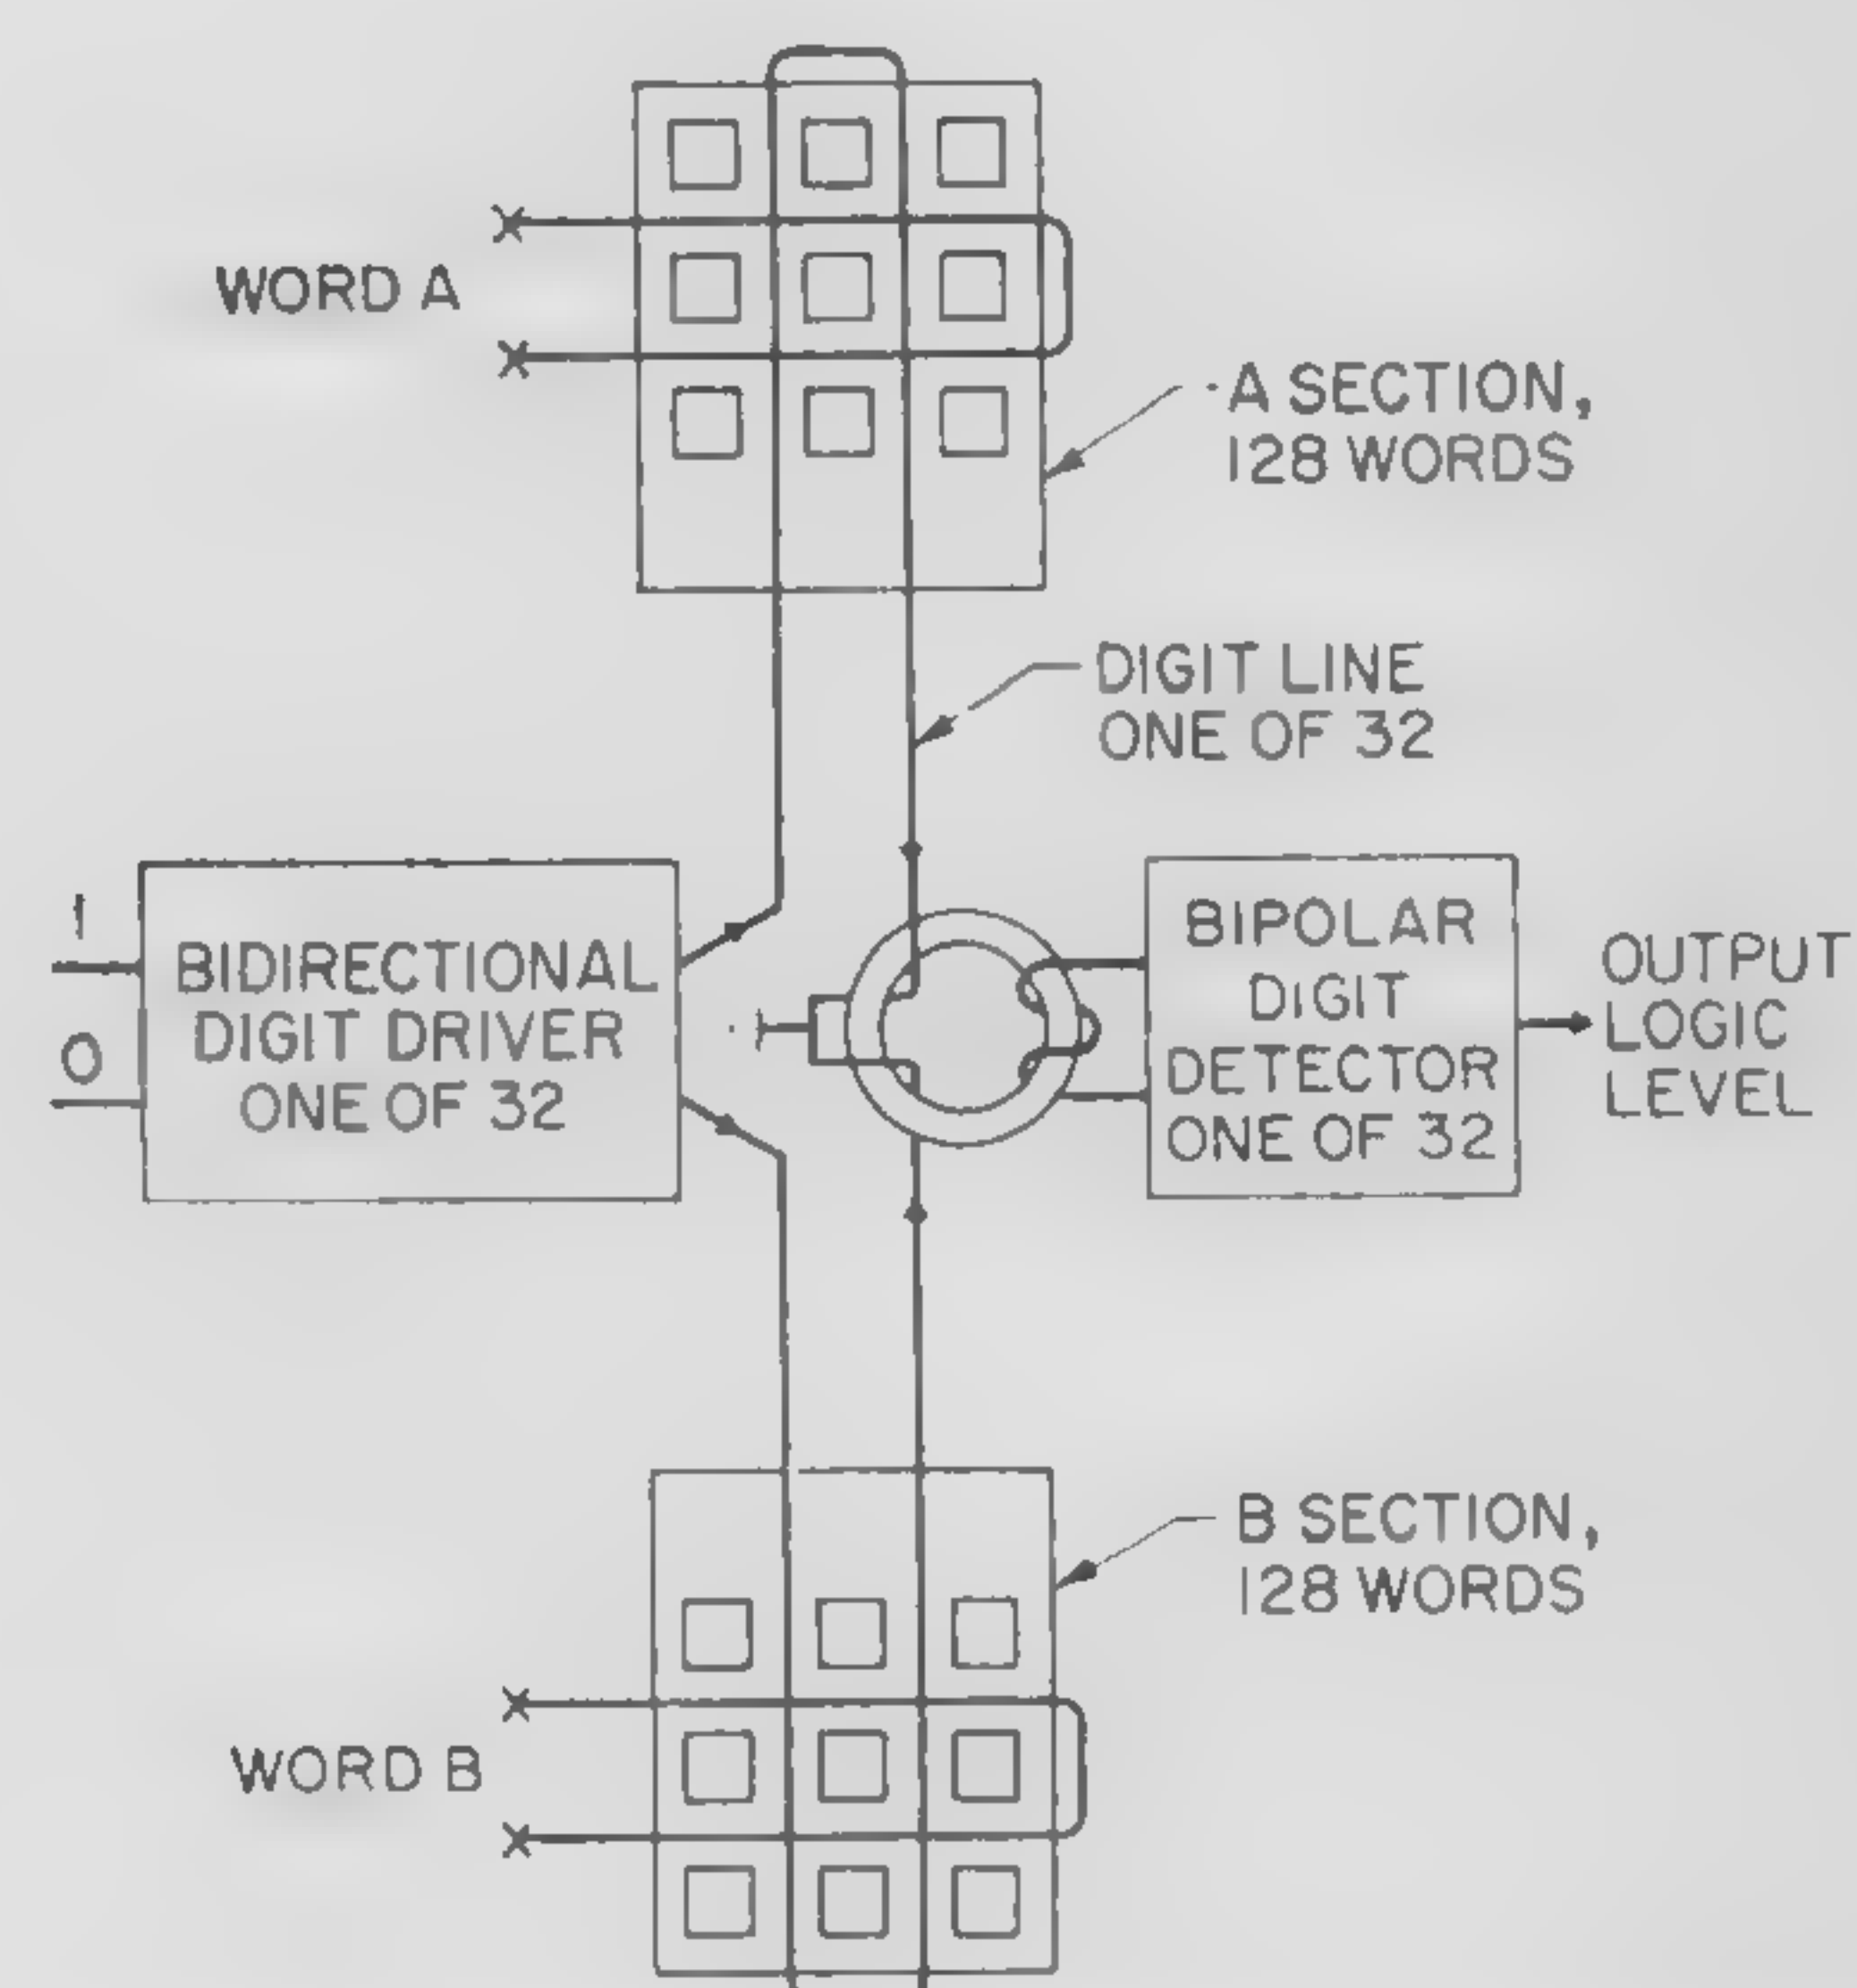 WORD A
A SECTION,
128 WORDS
DIGIT LINE
ONE OF 32
1
0
BIDIRECTIONAL
DIGIT DRIVER
ONE OF 32
BIPOLAR
DIGIT
DETECTOR
ONE OF 32
OUTPUT
LOGIC
LEVEL
B SECTION,
128 WORDS
WORD B